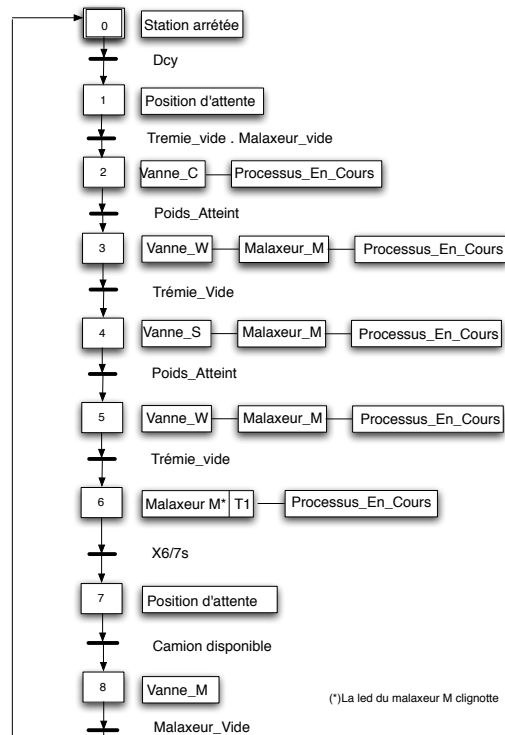 0 Station arrétée
Dcy
1 Position d'attente
Tremie_vide . Malaxeur_vide
2 Vanne_C Processus_En_Cours
Poids_Atteint
3 Vanne_W Malaxeur_M Processus_En_Cours
Trémie_Vide
4 Vanne_S Malaxeur_M Processus_En_Cours
Poids_Atteint
5 Vanne_W Malaxeur_M Processus_En_Cours
Trémie_vide
6 Malaxeur M* T1 Processus_En_Cours
X6/7s
7 Position d'attente
Camion disponible
8 Vanne_M
(*)La led du malaxeur M clignotte
Malaxeur_Vide